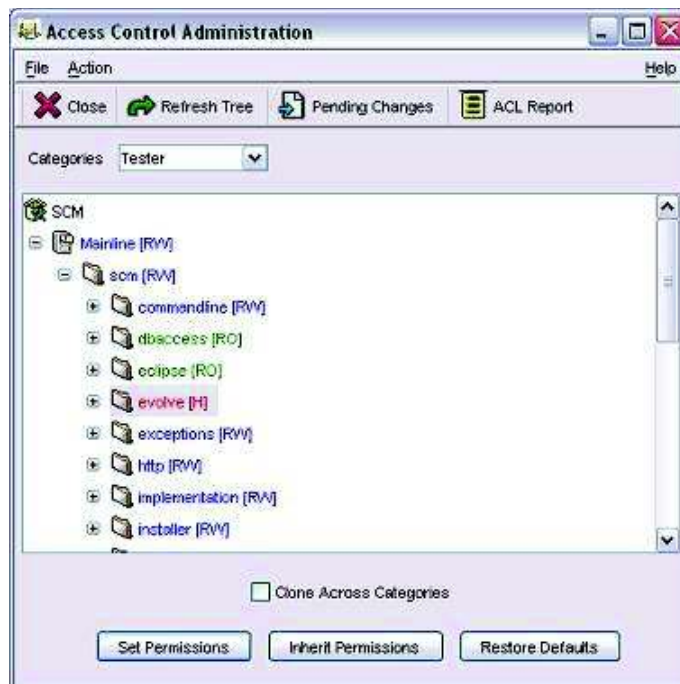 Access Control Administration
File Action Help
Close Refresh Tree Pending Changes ACL Report
Categories Tester
SCM
Mainline [RW]
scm [RW]
commandline [RW]
dbaccess [RO]
eclipse [RO]
evolve [H]
exceptions [RW]
http [RW]
implementation [RW]
installer [RW]
Clone Across Categories
Set Permissions Inherit Permissions Restore Defaults